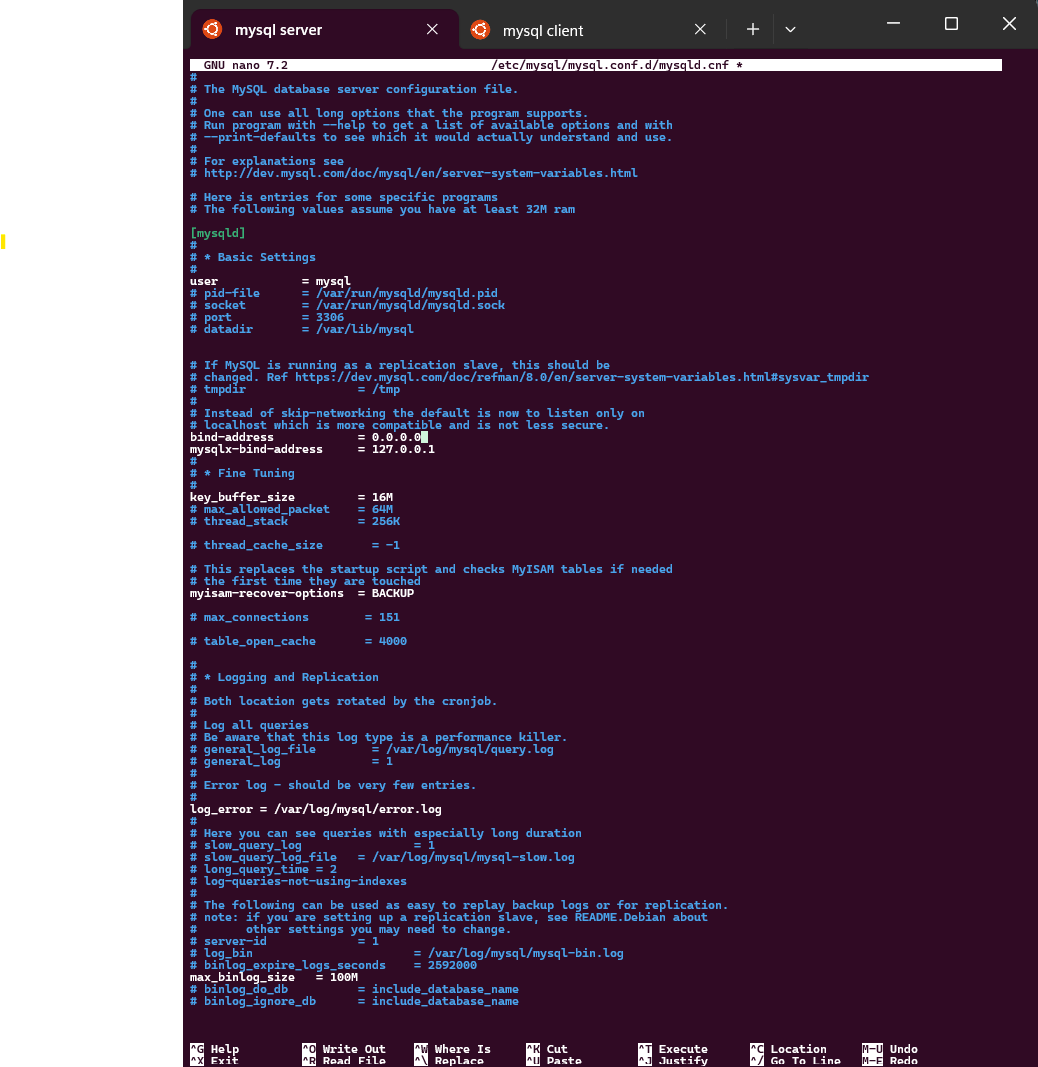 mysql server
mysql client
GNU nano 7.2 /etc/mysql/mysql.conf.d/mysqld.cnf *
#
# The MySQL database server configuration file.
#
# One can use all long options that the program supports.
# Run program with --help to get a list of available options and with
# --print-defaults to see which it would actually understand and use.
#
# For explanations see
# http://dev.mysql.com/doc/mysql/en/server-system-variables.html
# Here is entries for some specific programs
# The following values assume you have at least 32M ram
[mysqld]
#
# * Basic Settings
#
user = mysql
# pid-file = /var/run/mysqld/mysqld.pid
# socket = /var/run/mysqld/mysqld.sock
# port = 3306
# datadir = /var/lib/mysql
# If MySQL is running as a replication slave, this should be
# changed. Ref https://dev.mysql.com/doc/refman/8.0/en/server-system-variables.html#sysvar_tmpdir
# tmpdir = /tmp
#
# Instead of skip-networking the default is now to listen only on
# localhost which is more compatible and is not less secure.
bind-address = 0.0.0.0
mysqlx-bind-address = 127.0.0.1
#
# * Fine Tuning
#
key_buffer_size = 16M
# max_allowed_packet = 64M
# thread_stack = 256K
# thread_cache_size = -1
# This replaces the startup script and checks MyISAM tables if needed
# the first time they are touched
myisam-recover-options = BACKUP
# max_connections = 151
# table_open_cache = 4000
#
# * Logging and Replication
#
# Both location gets rotated by the cronjob.
#
# Log all queries
# Be aware that this log type is a performance killer.
# general_log_file = /var/log/mysql/query.log
# general_log = 1
#
# Error log - should be very few entries.
#
log_error = /var/log/mysql/error.log
#
# Here you can see queries with especially long duration
# slow_query_log = 1
# slow_query_log_file = /var/log/mysql/mysql-slow.log
# long_query_time = 2
# log-queries-not-using-indexes
#
# The following can be used as easy to replay backup logs or for replication.
# note: if you are setting up a replication slave, see README.Debian about
# other settings you may need to change.
# server-id = 1
# log_bin = /var/log/mysql/mysql-bin.log
# binlog_expire_logs_seconds = 2592000
max_binlog_size = 100M
# binlog_do_db = include_database_name
# binlog_ignore_db = include_database_name
^G Help ^O Write Out ^W Where Is ^K Cut ^T Execute ^C Location M-U Undo
^X Exit ^R Read File ^\ Replace ^U Paste ^J Justify ^/ Go To Line M-E Redo